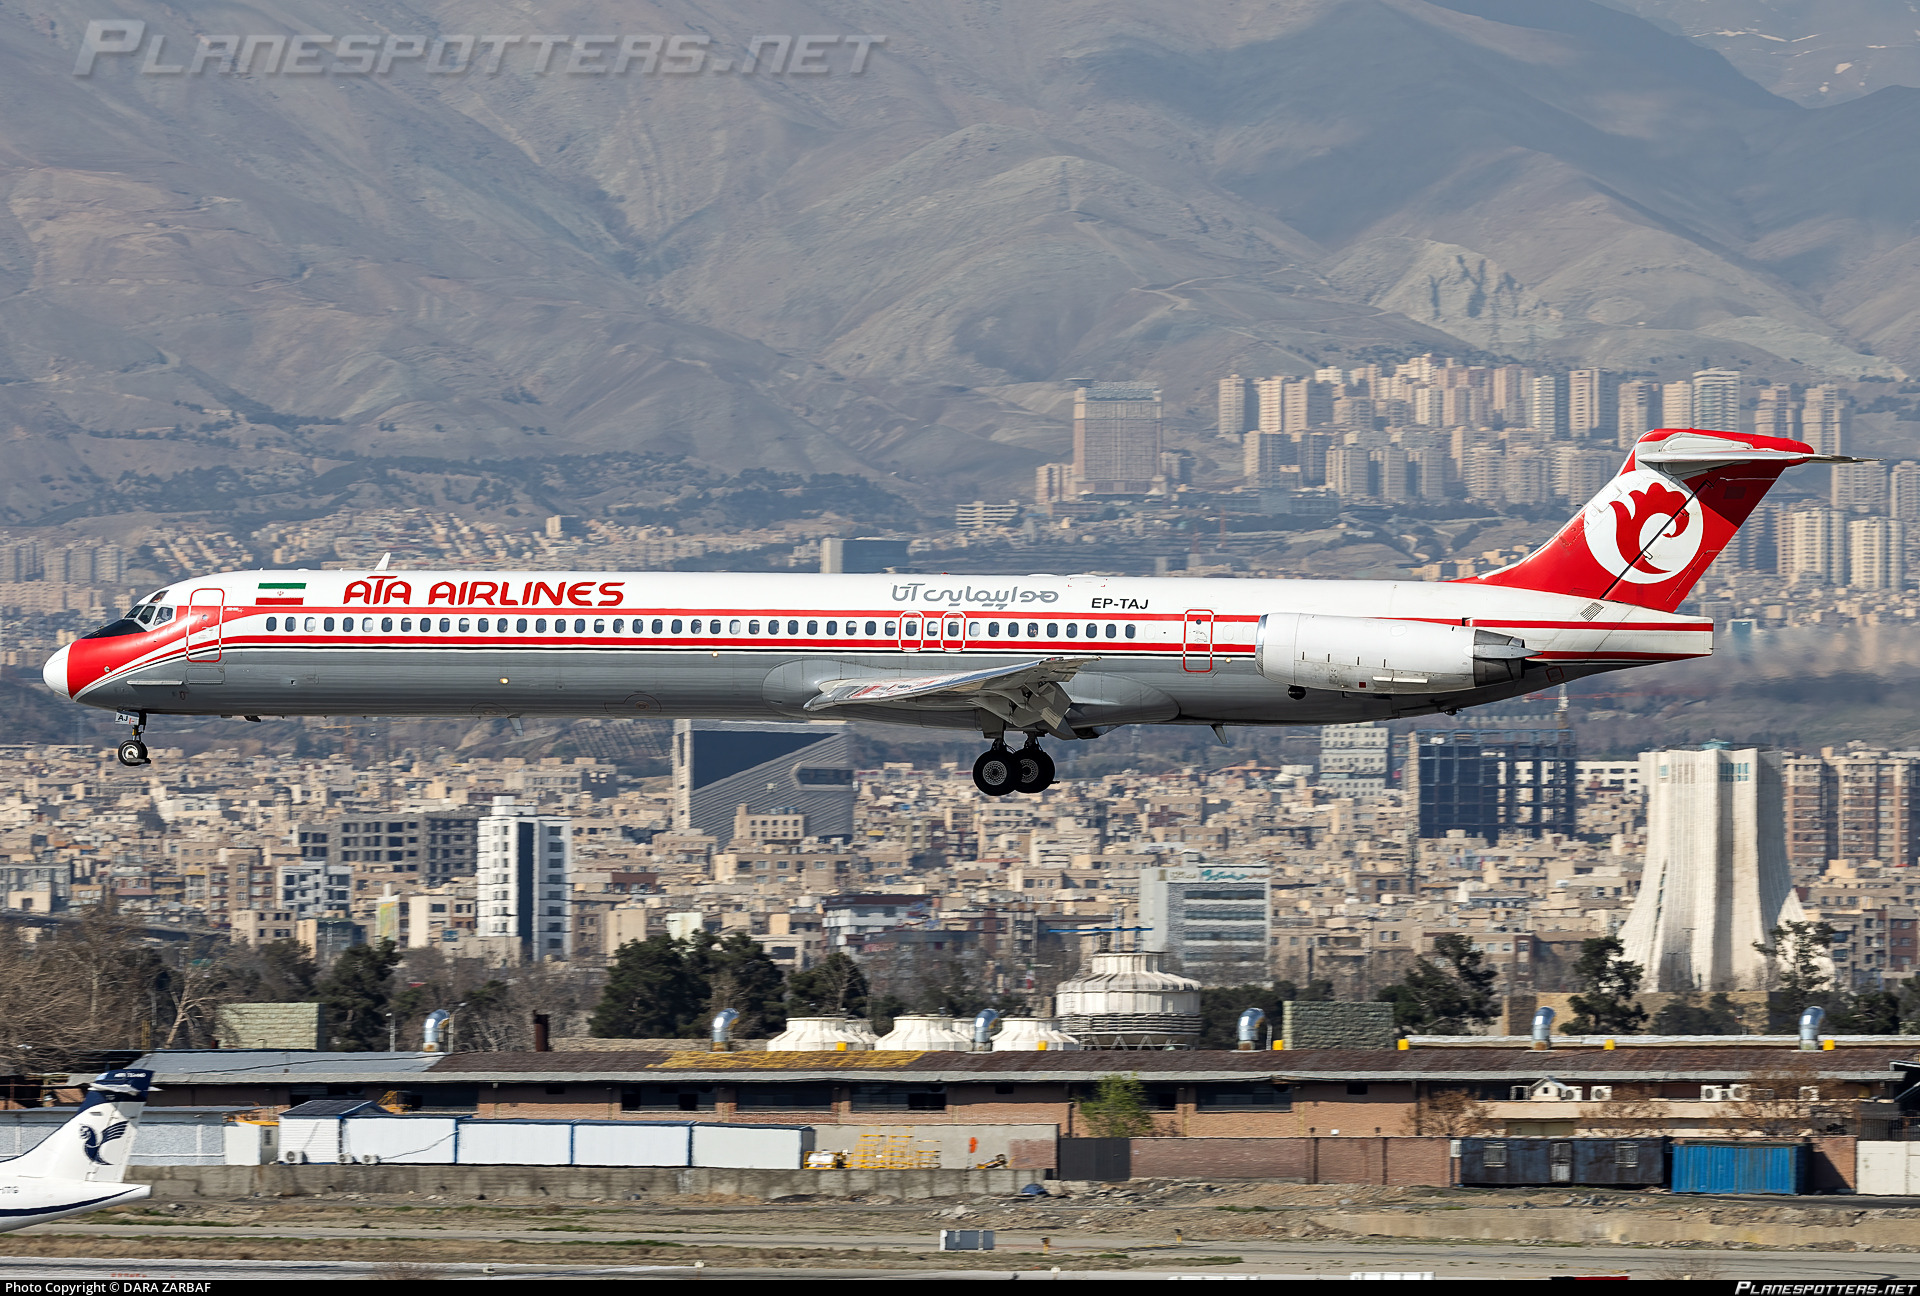 PLANESPOTTERS.NET
ATA AIRLINES
هواپیمایی آتا
EP-TAJ
AJ
Photo Copyright © DARA ZARBAF
PLANESPOTTERS.NET